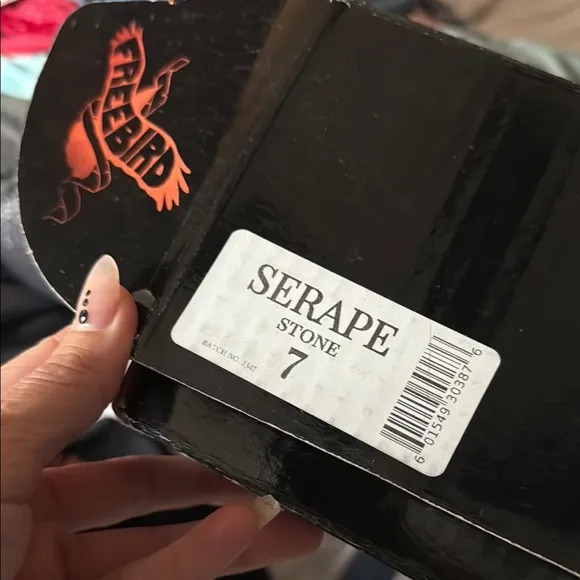 FREEBIRD
SERAPE
STONE
7
BATCH NO. 2347
6 01549 30387 6